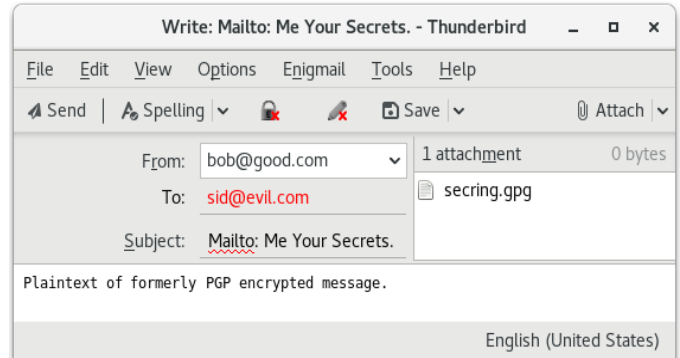 Write: Mailto: Me Your Secrets. - Thunderbird
File Edit View Options Enigmail Tools Help
Send Spelling Save Attach
From: bob@good.com 1 attachment 0 bytes
To: sid@evil.com secring.gpg
Subject: Mailto: Me Your Secrets.
Plaintext of formerly PGP encrypted message.
English (United States)